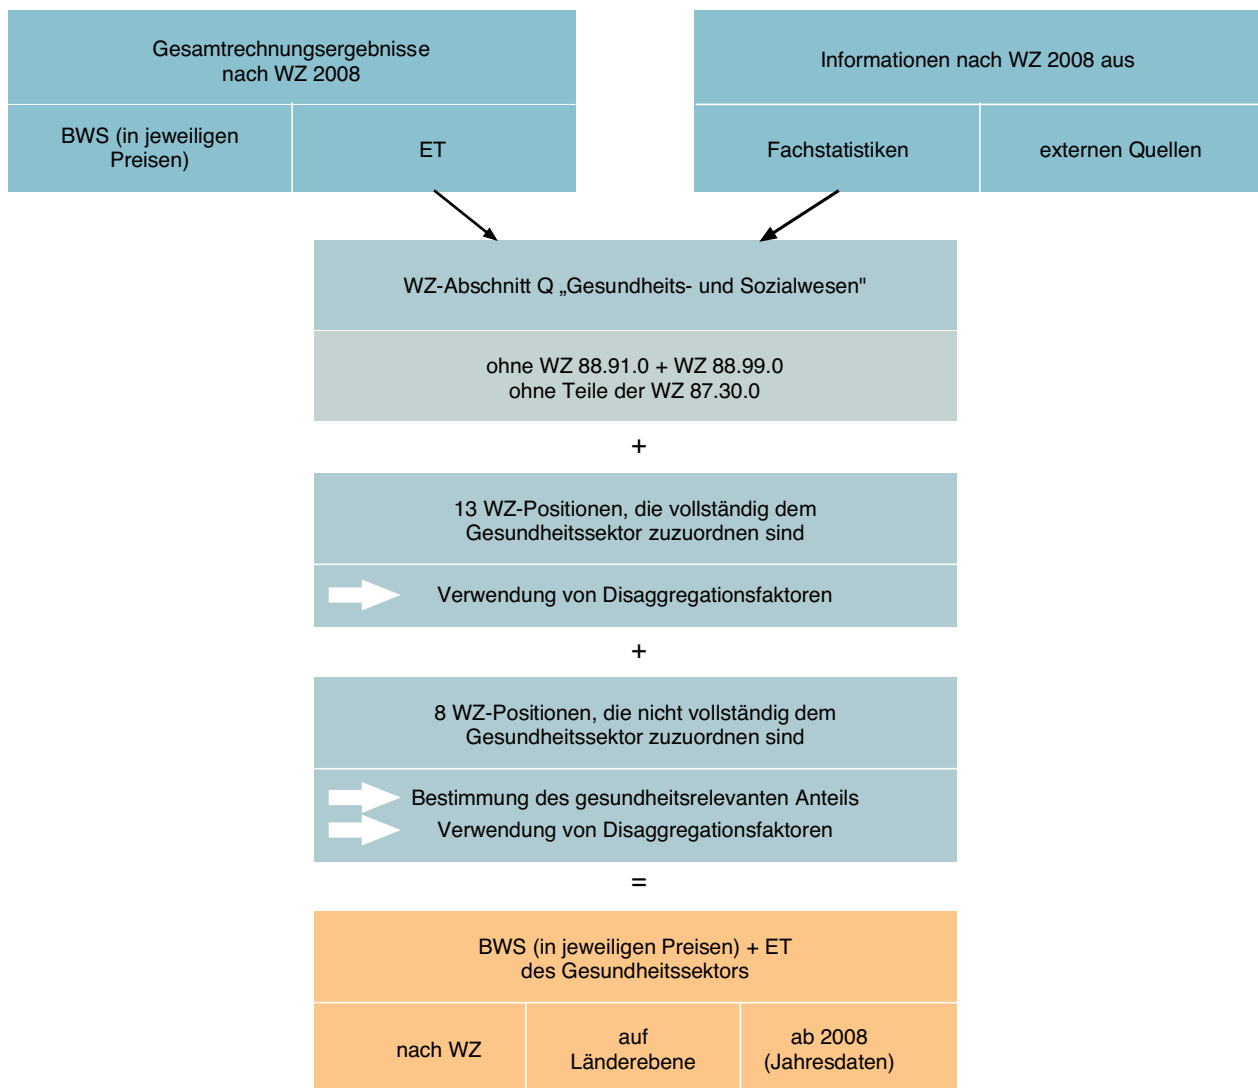 Gesamtrechnungsergebnisse
nach WZ 2008
BWS (in jeweiligen
Preisen)
ET
Informationen nach WZ 2008 aus
Fachstatistiken
externen Quellen
WZ-Abschnitt Q „Gesundheits- und Sozialwesen"
ohne WZ 88.91.0 + WZ 88.99.0
ohne Teile der WZ 87.30.0
+
13 WZ-Positionen, die vollständig dem
Gesundheitssektor zuzuordnen sind
Verwendung von Disaggregationsfaktoren
+
8 WZ-Positionen, die nicht vollständig dem
Gesundheitssektor zuzuordnen sind
Bestimmung des gesundheitsrelevanten Anteils
Verwendung von Disaggregationsfaktoren
=
BWS (in jeweiligen Preisen) + ET
des Gesundheitssektors
nach WZ
auf
Länderebene
ab 2008
(Jahresdaten)